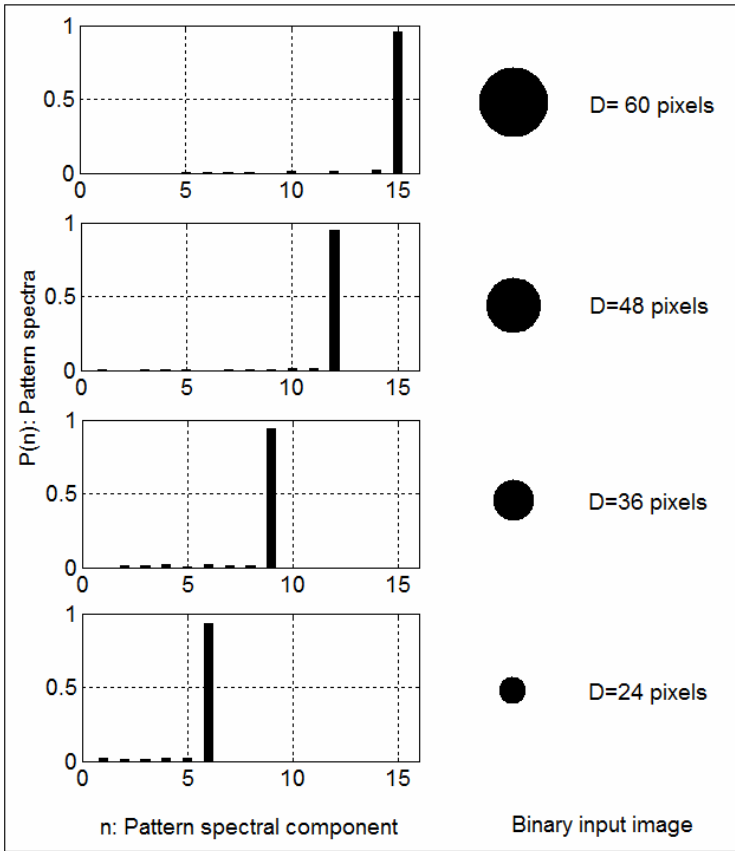 1
0.5
0
0 5 10 15
D= 60 pixels
1
0.5
0
0 5 10 15
D=48 pixels
P(n): Pattern spectra
1
0.5
0
0 5 10 15
D=36 pixels
1
0.5
0
0 5 10 15
D=24 pixels
n: Pattern spectral component
Binary input image